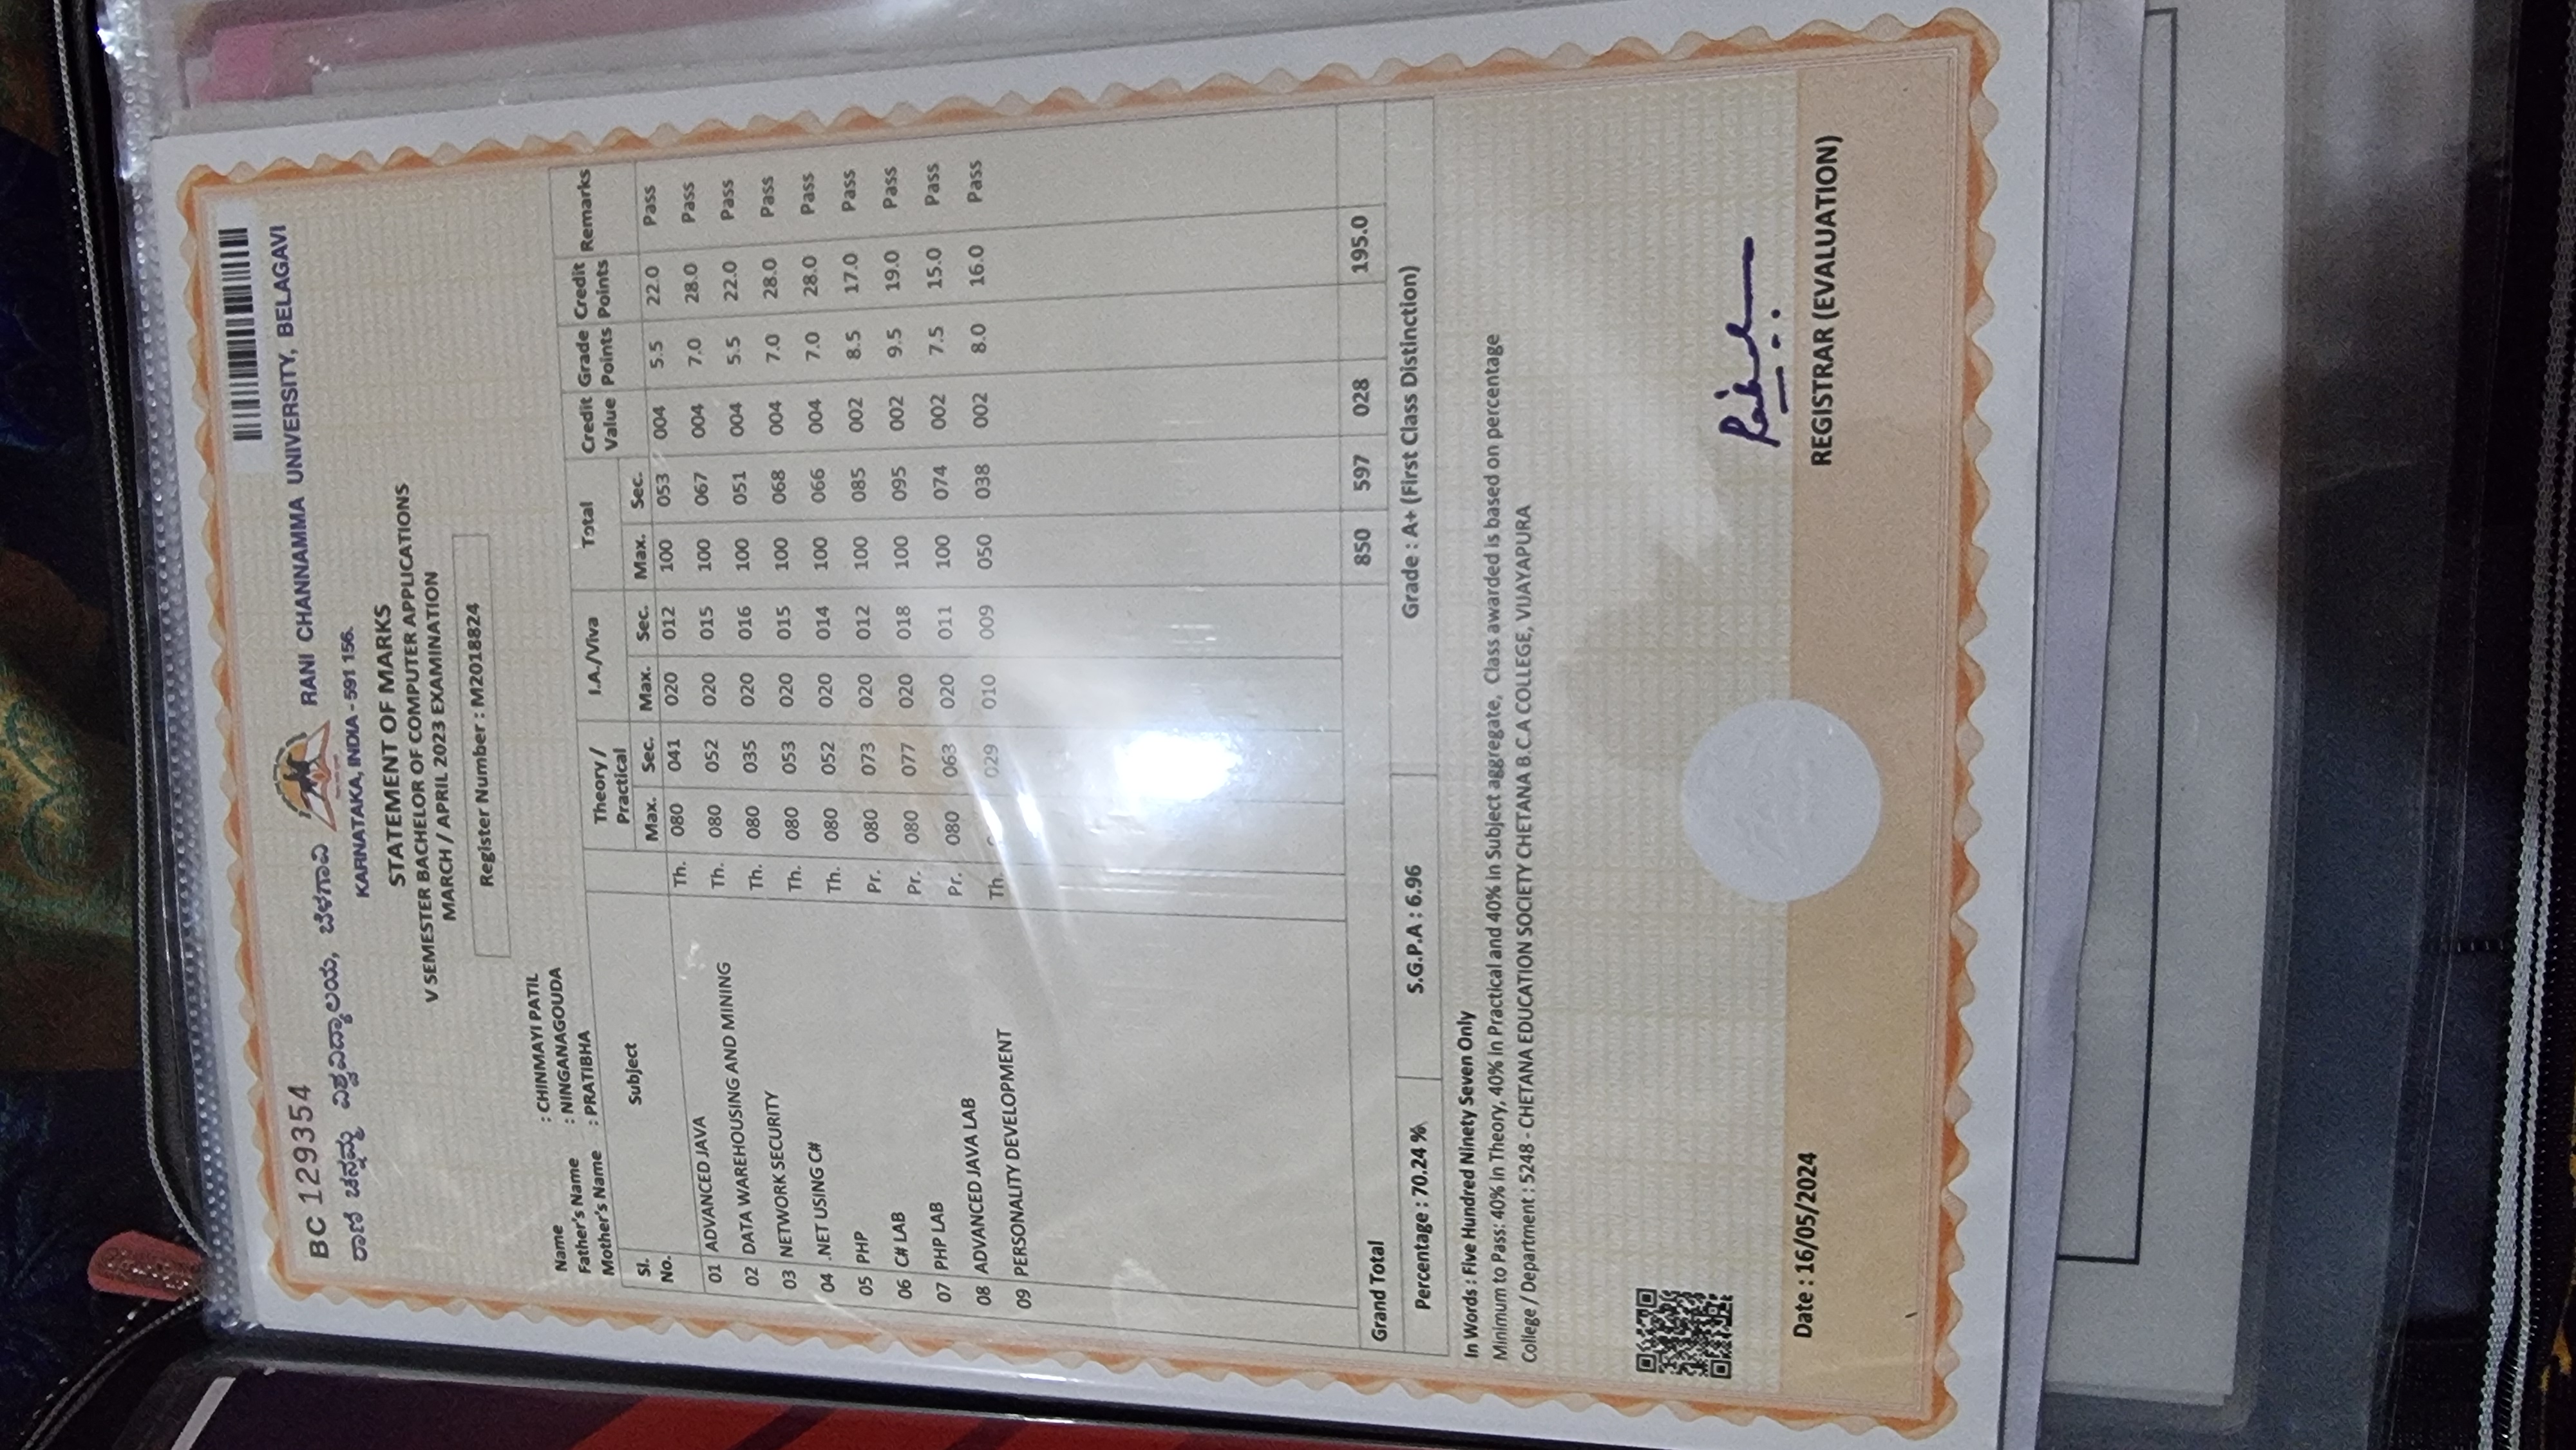 BC 129354
ರಾಣಿ ಚನ್ನಮ್ಮ ವಿಶ್ವವಿದ್ಯಾಲಯ, ಬೆಳಗಾವಿ RANI CHANNAMMA UNIVERSITY, BELAGAVI
KARNATAKA, INDIA - 591 156.
STATEMENT OF MARKS
V SEMESTER BACHELOR OF COMPUTER APPLICATIONS
MARCH / APRIL 2023 EXAMINATION
Register Number : M2018824
Name : CHINMAYI PATIL
Father's Name : NINGANAGOUDA
Mother's Name : PRATIBHA
Sl. No. Subject Theory / Practical I.A./Viva Total Credit Value Grade Points Credit Points Remarks
Max. Sec. Max. Sec. Max. Sec.
01 ADVANCED JAVA Th. 080 041 020 012 100 053 004 5.5 22.0 Pass
02 DATA WAREHOUSING AND MINING Th. 080 052 020 015 100 067 004 7.0 28.0 Pass
03 NETWORK SECURITY Th. 080 035 020 016 100 051 004 5.5 22.0 Pass
04 .NET USING C# Th. 080 053 020 015 100 068 004 7.0 28.0 Pass
05 PHP Th. 080 052 020 014 100 066 004 7.0 28.0 Pass
06 C# LAB Pr. 080 073 020 012 100 085 002 8.5 17.0 Pass
07 PHP LAB Pr. 080 077 020 018 100 095 002 9.5 19.0 Pass
08 ADVANCED JAVA LAB Pr. 080 063 020 011 100 074 002 7.5 15.0 Pass
09 PERSONALITY DEVELOPMENT Th. 029 010 009 050 038 002 8.0 16.0 Pass
Grand Total 850 597 028 195.0
Percentage : 70.24 % S.G.P.A : 6.96 Grade : A+ (First Class Distinction)
In Words : Five Hundred Ninety Seven Only
Minimum to Pass: 40% in Theory, 40% in Practical and 40% in Subject aggregate, Class awarded is based on percentage
College / Department : 5248 - CHETANA EDUCATION SOCIETY CHETANA B.C.A COLLEGE, VIJAYAPURA
Date : 16/05/2024
REGISTRAR (EVALUATION)